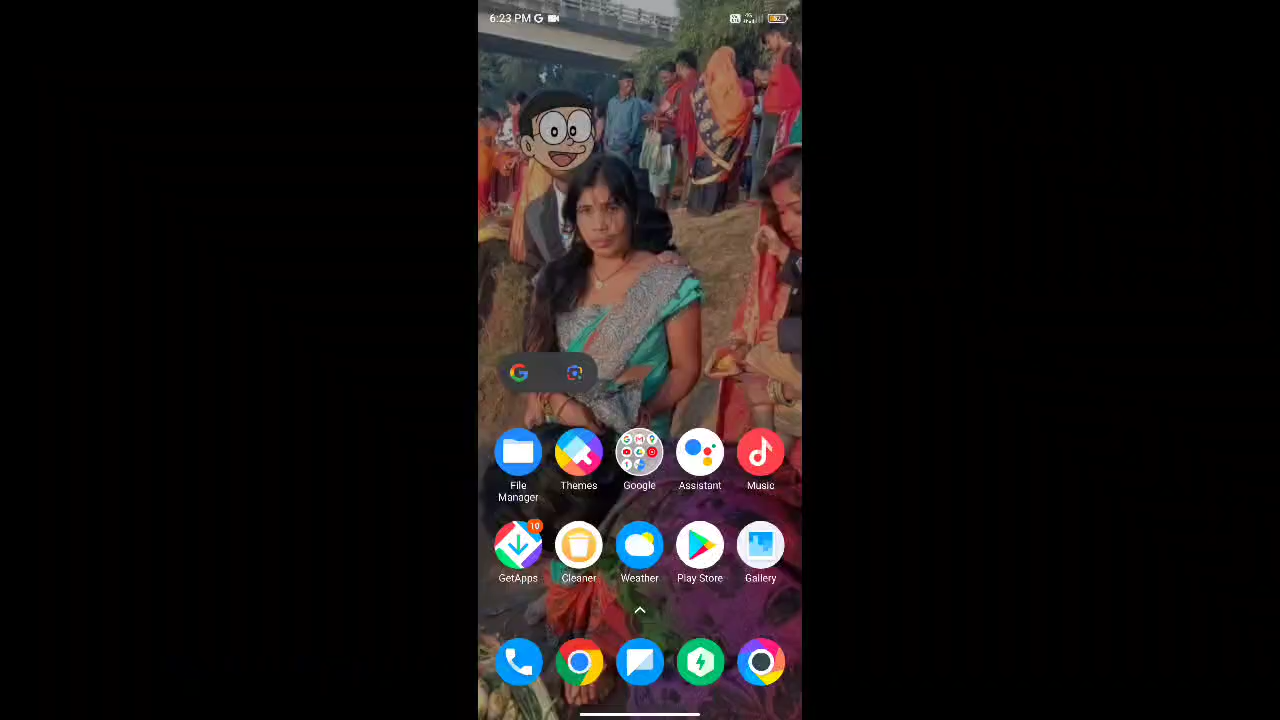 6:23 PM
File Manager
Themes
Google
Assistant
Music
GetApps
10
Cleaner
Weather
Play Store
Gallery